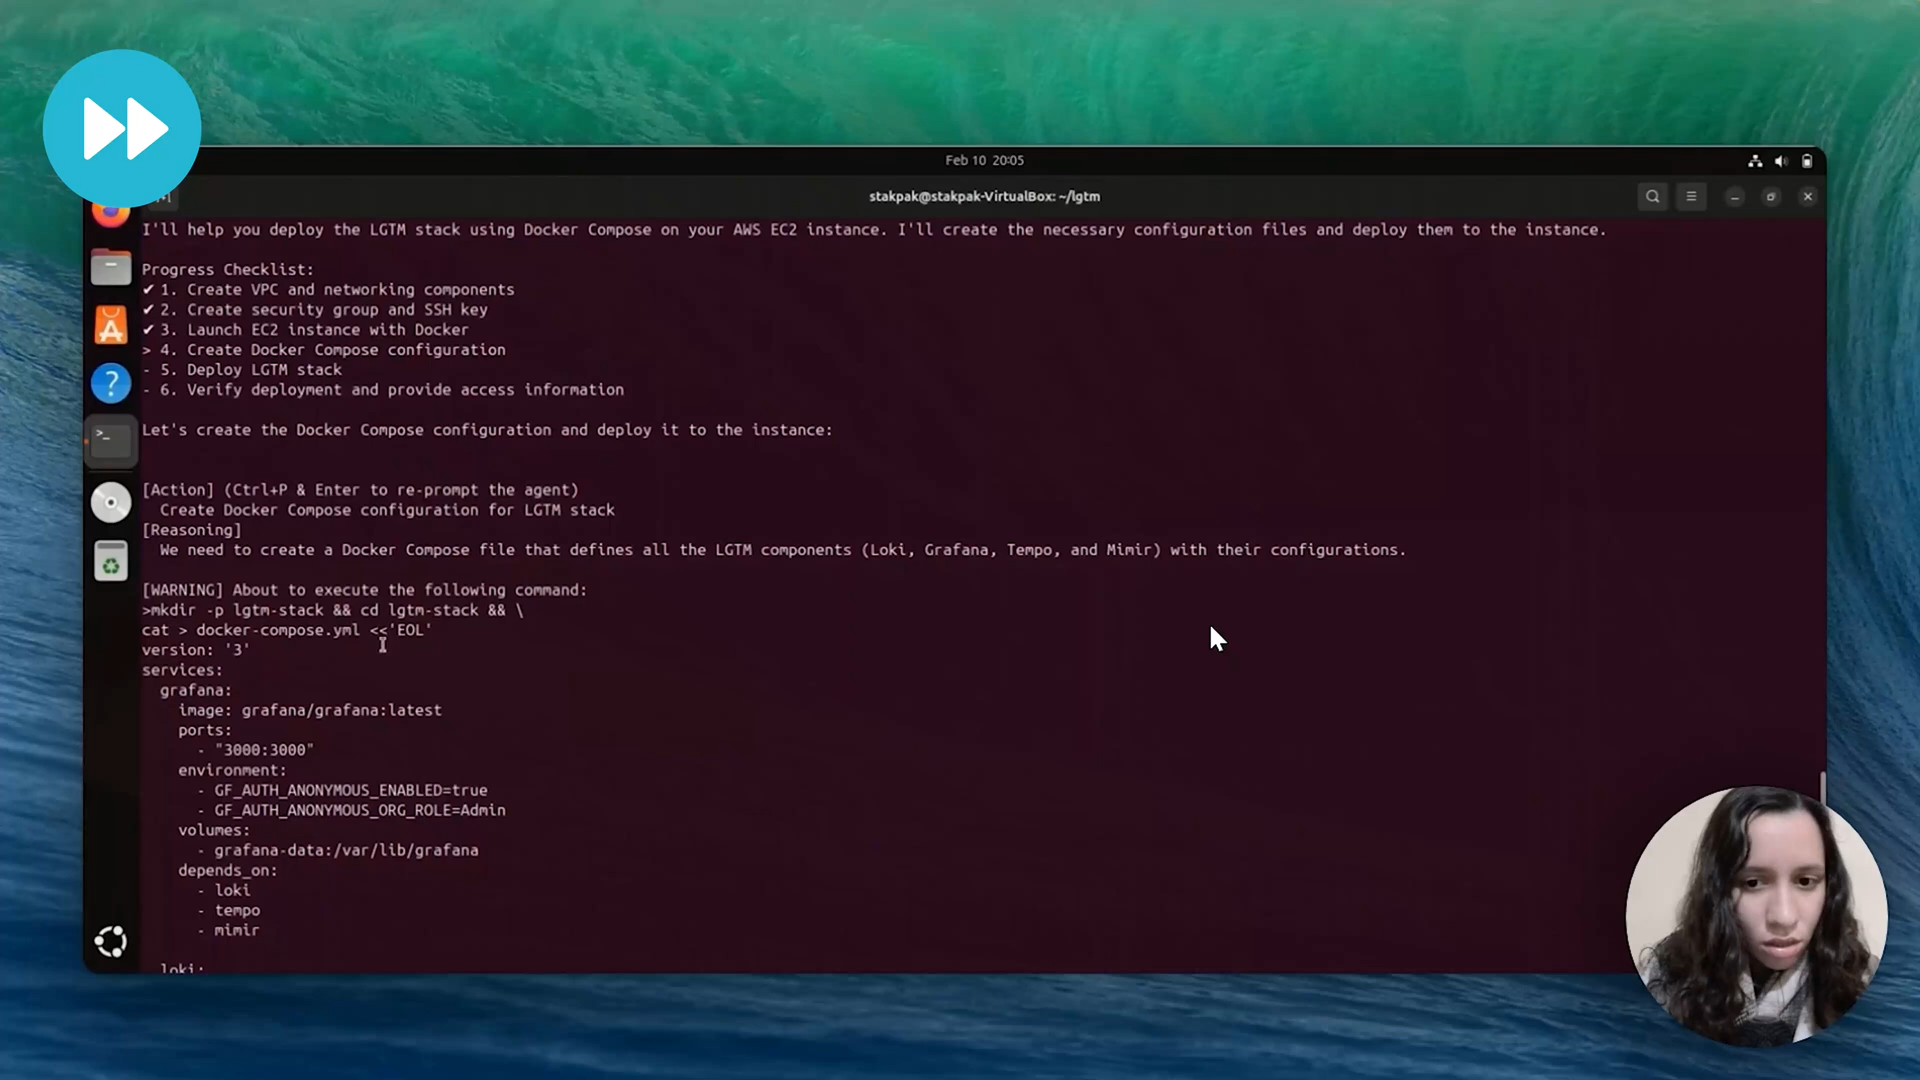 Feb 10 20:05
stakpak@stakpak-VirtualBox: ~/lgtm
I'll help you deploy the LGTM stack using Docker Compose on your AWS EC2 instance. I'll create the necessary configuration files and deploy them to the instance.
Progress Checklist:
✔ 1. Create VPC and networking components
✔ 2. Create security group and SSH key
✔ 3. Launch EC2 instance with Docker
> 4. Create Docker Compose configuration
- 5. Deploy LGTM stack
- 6. Verify deployment and provide access information
Let's create the Docker Compose configuration and deploy it to the instance:
[Action] (Ctrl+P & Enter to re-prompt the agent)
Create Docker Compose configuration for LGTM stack
[Reasoning]
We need to create a Docker Compose file that defines all the LGTM components (Loki, Grafana, Tempo, and Mimir) with their configurations.
[WARNING] About to execute the following command:
>mkdir -p lgtm-stack && cd lgtm-stack && \
cat > docker-compose.yml <<'EOL'
version: '3'
services:
grafana:
image: grafana/grafana:latest
ports:
- "3000:3000"
environment:
- GF_AUTH_ANONYMOUS_ENABLED=true
- GF_AUTH_ANONYMOUS_ORG_ROLE=Admin
volumes:
- grafana-data:/var/lib/grafana
depends_on:
- loki
- tempo
- mimir
loki: